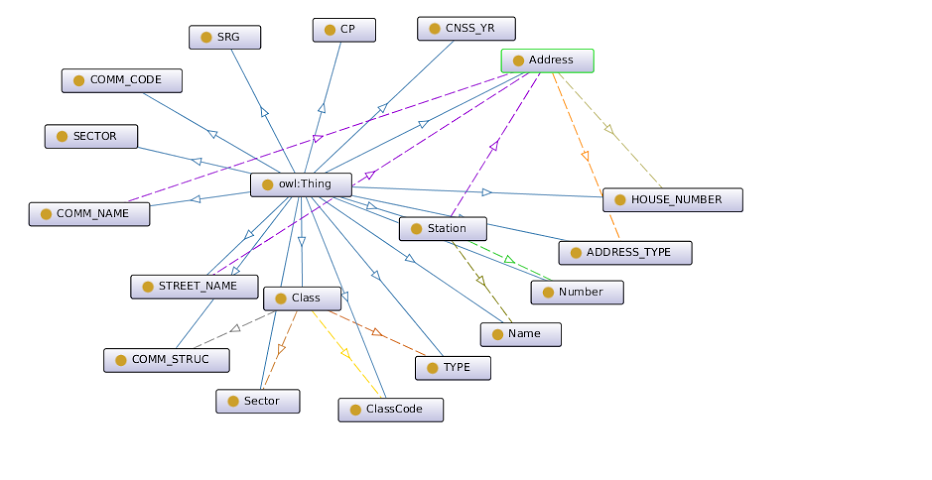 CNSS_YR
CP
SRG
Address
COMM_CODE
SECTOR
owl:Thing
HOUSE_NUMBER
COMM_NAME
Station
ADDRESS_TYPE
STREET_NAME
Number
Class
Name
COMM_STRUC
TYPE
Sector
ClassCode